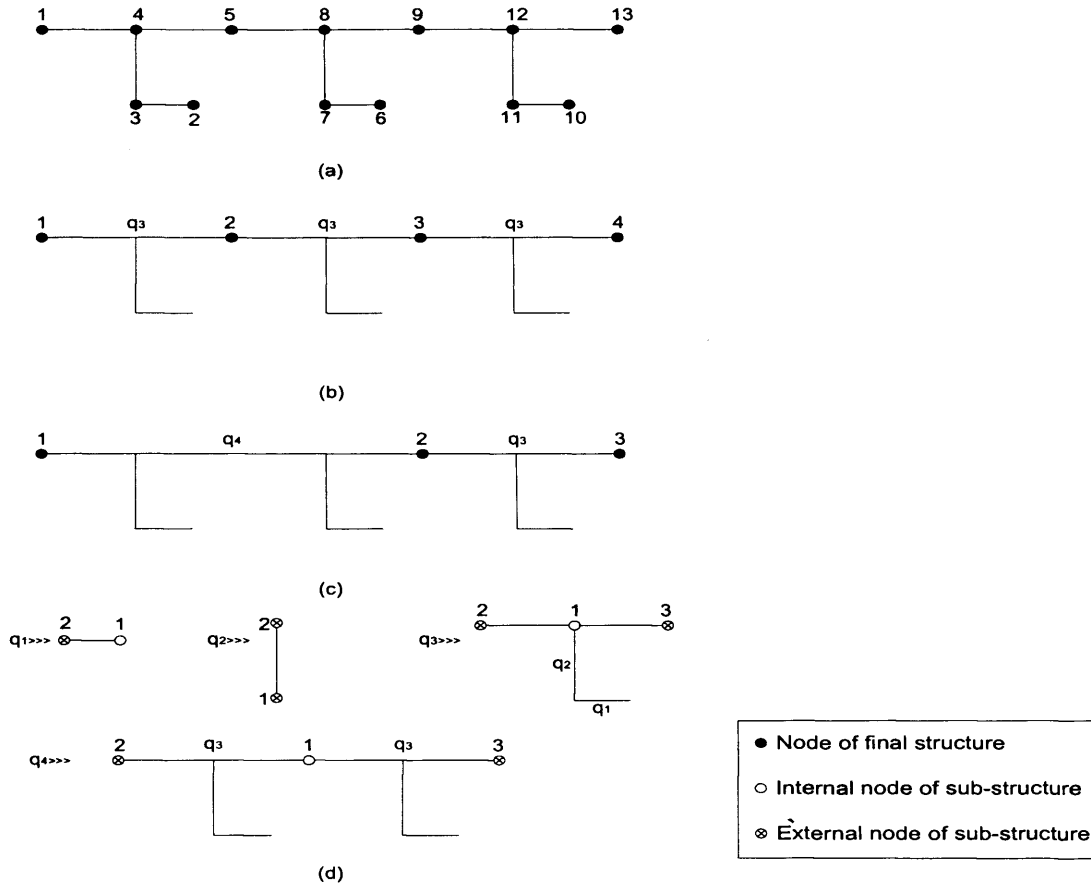 1 4 5 8 9 12 13
3 2 7 6 11 10
(a)
1 q₃ 2 q₃ 3 q₃ 4
(b)
1 q₄ 2 q₃ 3
(c)
q₁>>> 2 1 q₂>>> 2 1 q₃>>> 2 1 3 q₂ q₁
q₄>>> 2 q₃ 1 q₃ 3
(d)
Node of final structure
Internal node of sub-structure
External node of sub-structure